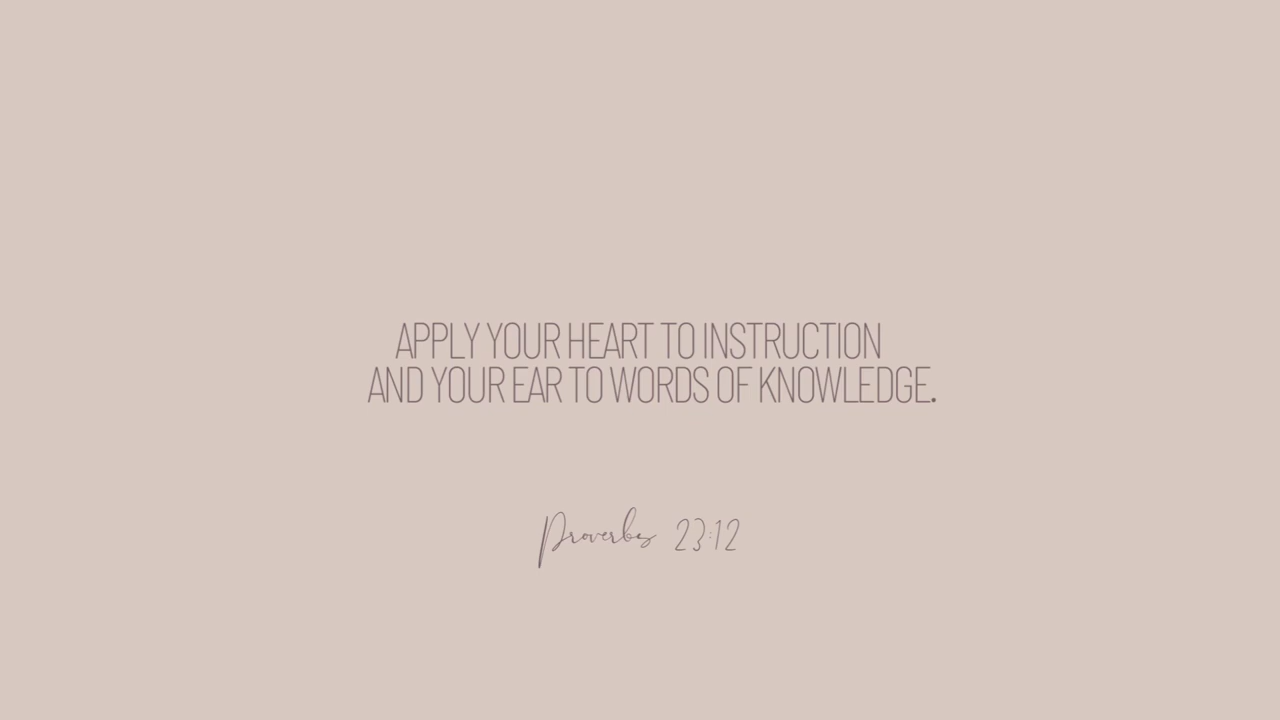 APPLY YOUR HEART TO INSTRUCTION
AND YOUR EAR TO WORDS OF KNOWLEDGE.
Proverbs 23:12